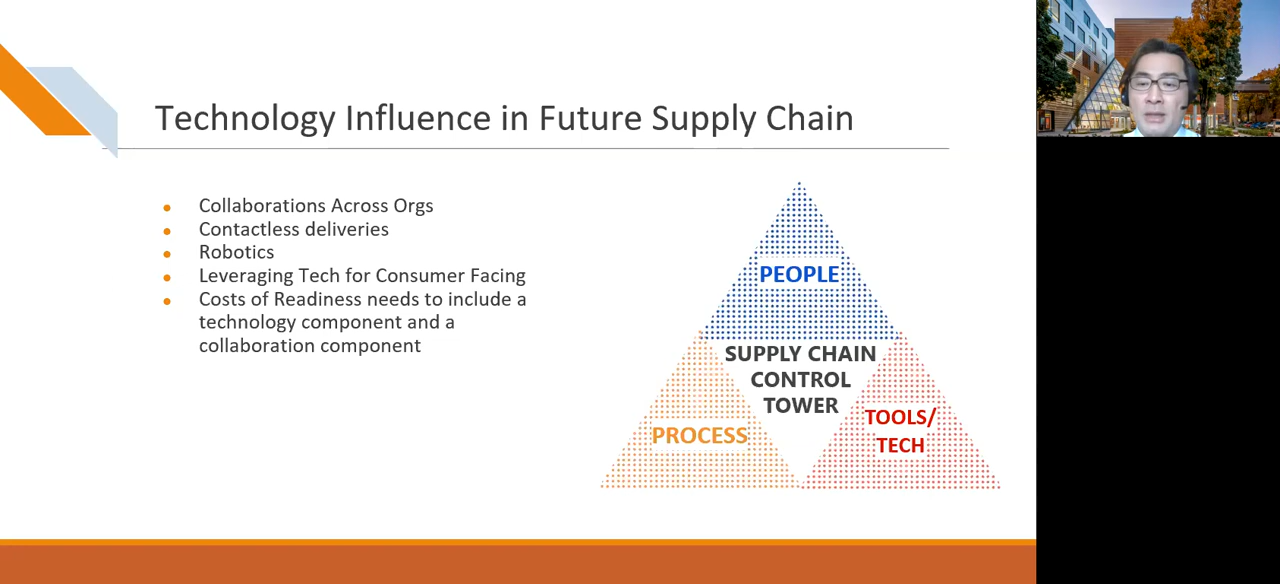 Technology Influence in Future Supply Chain
Collaborations Across Orgs
Contactless deliveries
Robotics
Leveraging Tech for Consumer Facing
Costs of Readiness needs to include a
technology component and a
collaboration component
PEOPLE
SUPPLY CHAIN
CONTROL
TOWER
PROCESS
TOOLS/
TECH